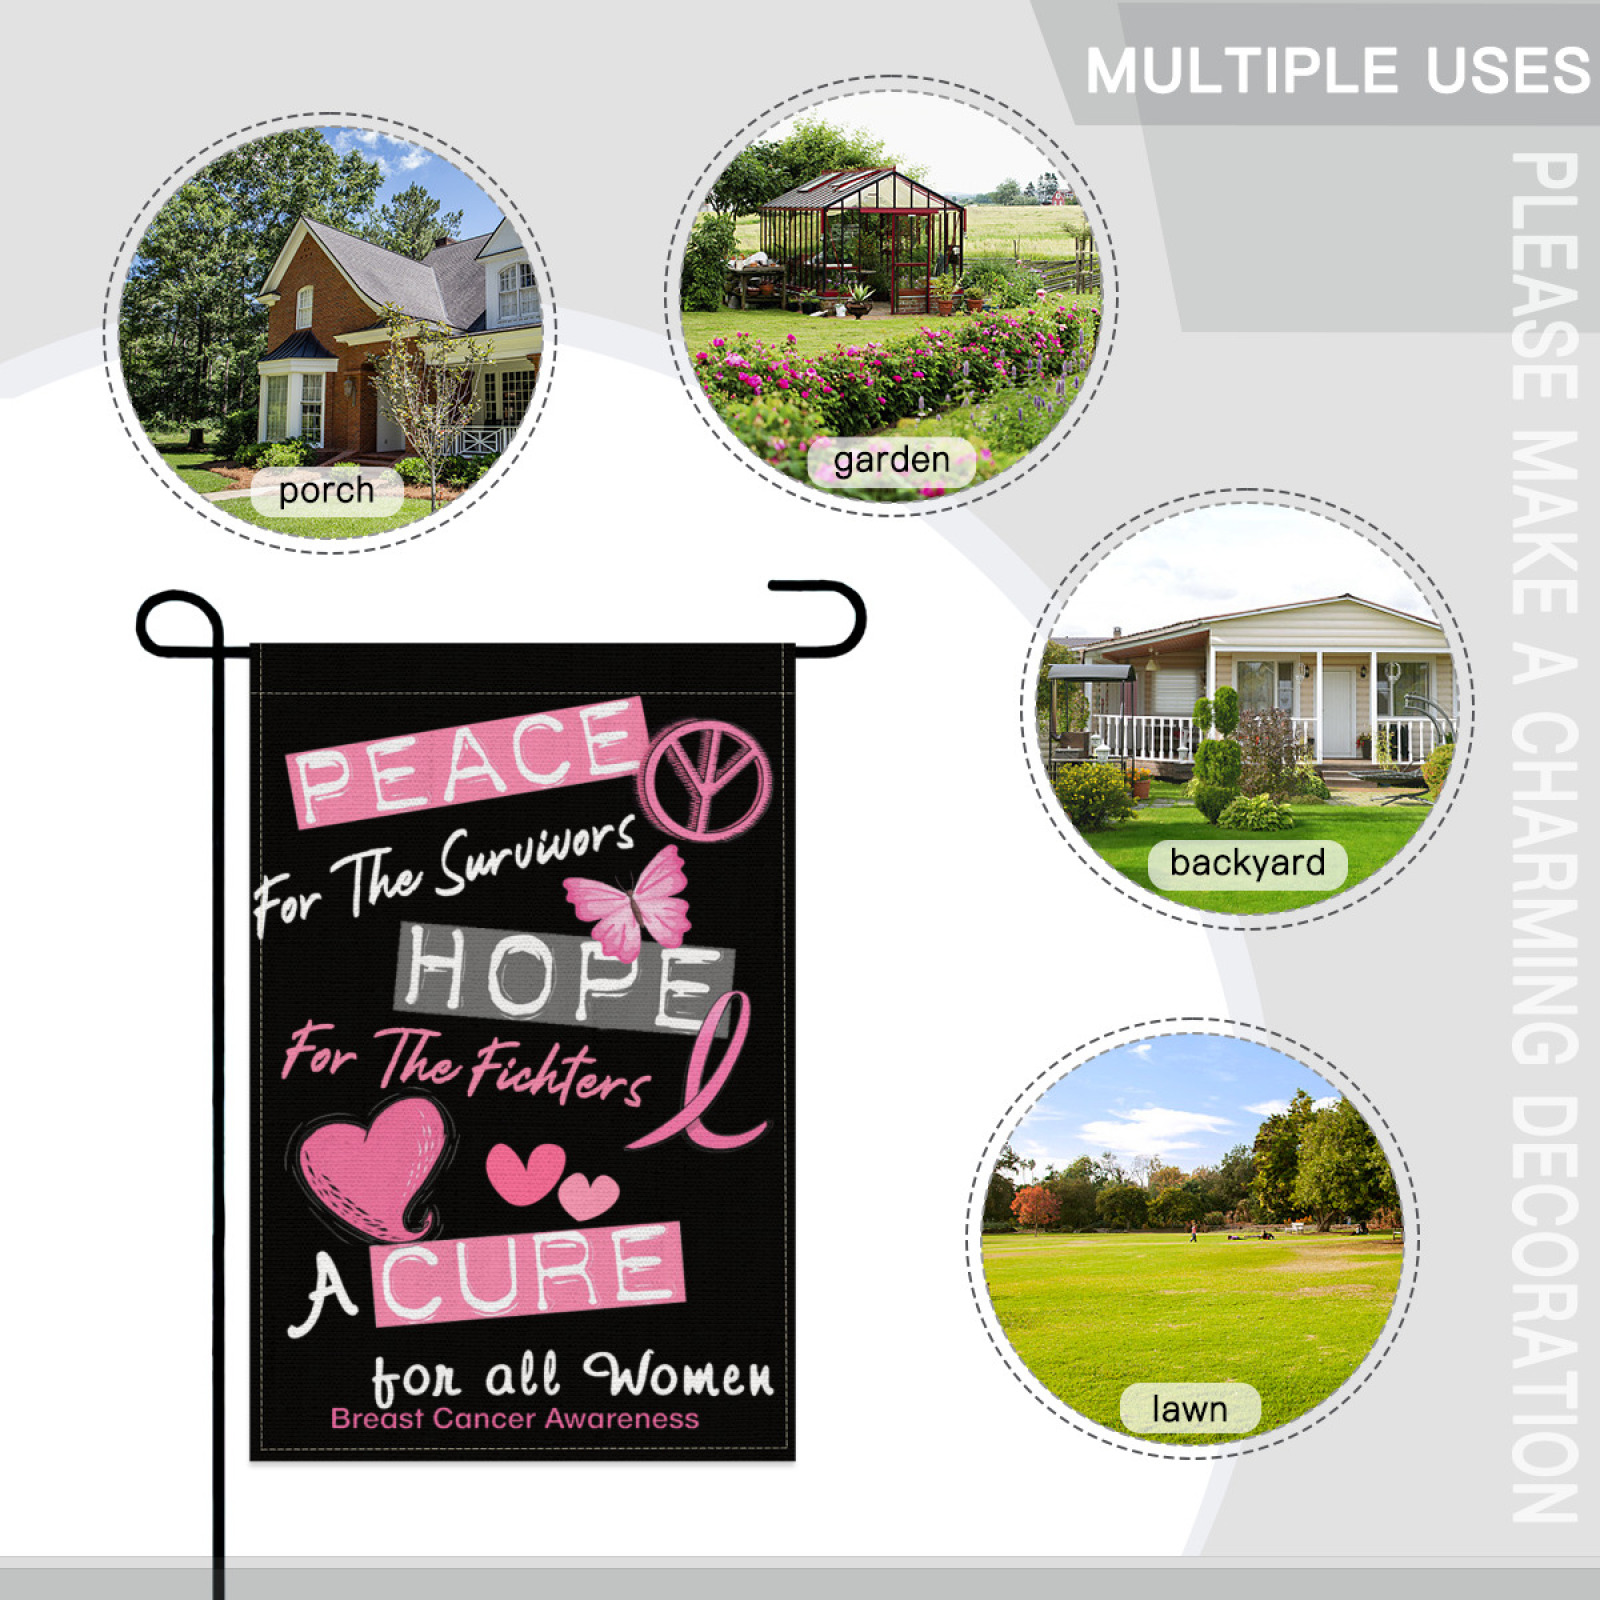 MULTIPLE USES
PLEASE MAKE A CHARMING DECORATION
porch
garden
backyard
lawn
PEACE
For The Survivors
HOPE
For The Fichters
A CURE
for all Women
Breast Cancer Awareness